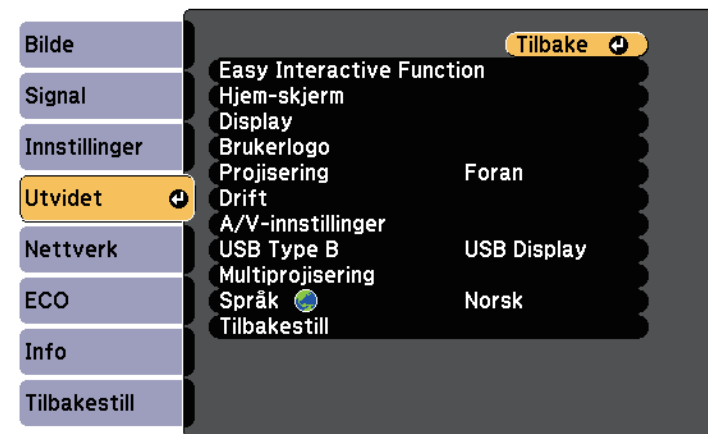 Bilde
Signal
Innstillinger
Utvidet
Nettverk
ECO
Info
Tilbakestill
Tilbake
Easy Interactive Function
Hjem-skjerm
Display
Brukerlogo
Projisering Foran
Drift
A/V-innstillinger
USB Type B USB Display
Multiprojisering
Språk Norsk
Tilbakestill